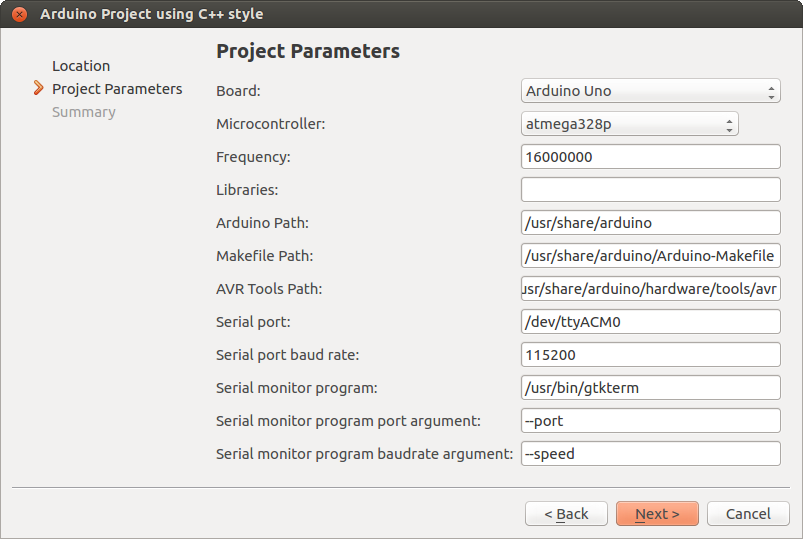 Arduino Project using C++ style
Location
Project Parameters
Summary
Project Parameters
Board: Arduino Uno
Microcontroller: atmega328p
Frequency: 16000000
Libraries:
Arduino Path: /usr/share/arduino
Makefile Path: /usr/share/arduino/Arduino-Makefile
AVR Tools Path: usr/share/arduino/hardware/tools/avr
Serial port: /dev/ttyACM0
Serial port baud rate: 115200
Serial monitor program: /usr/bin/gtkterm
Serial monitor program port argument: --port
Serial monitor program baudrate argument: --speed
< Back Next > Cancel